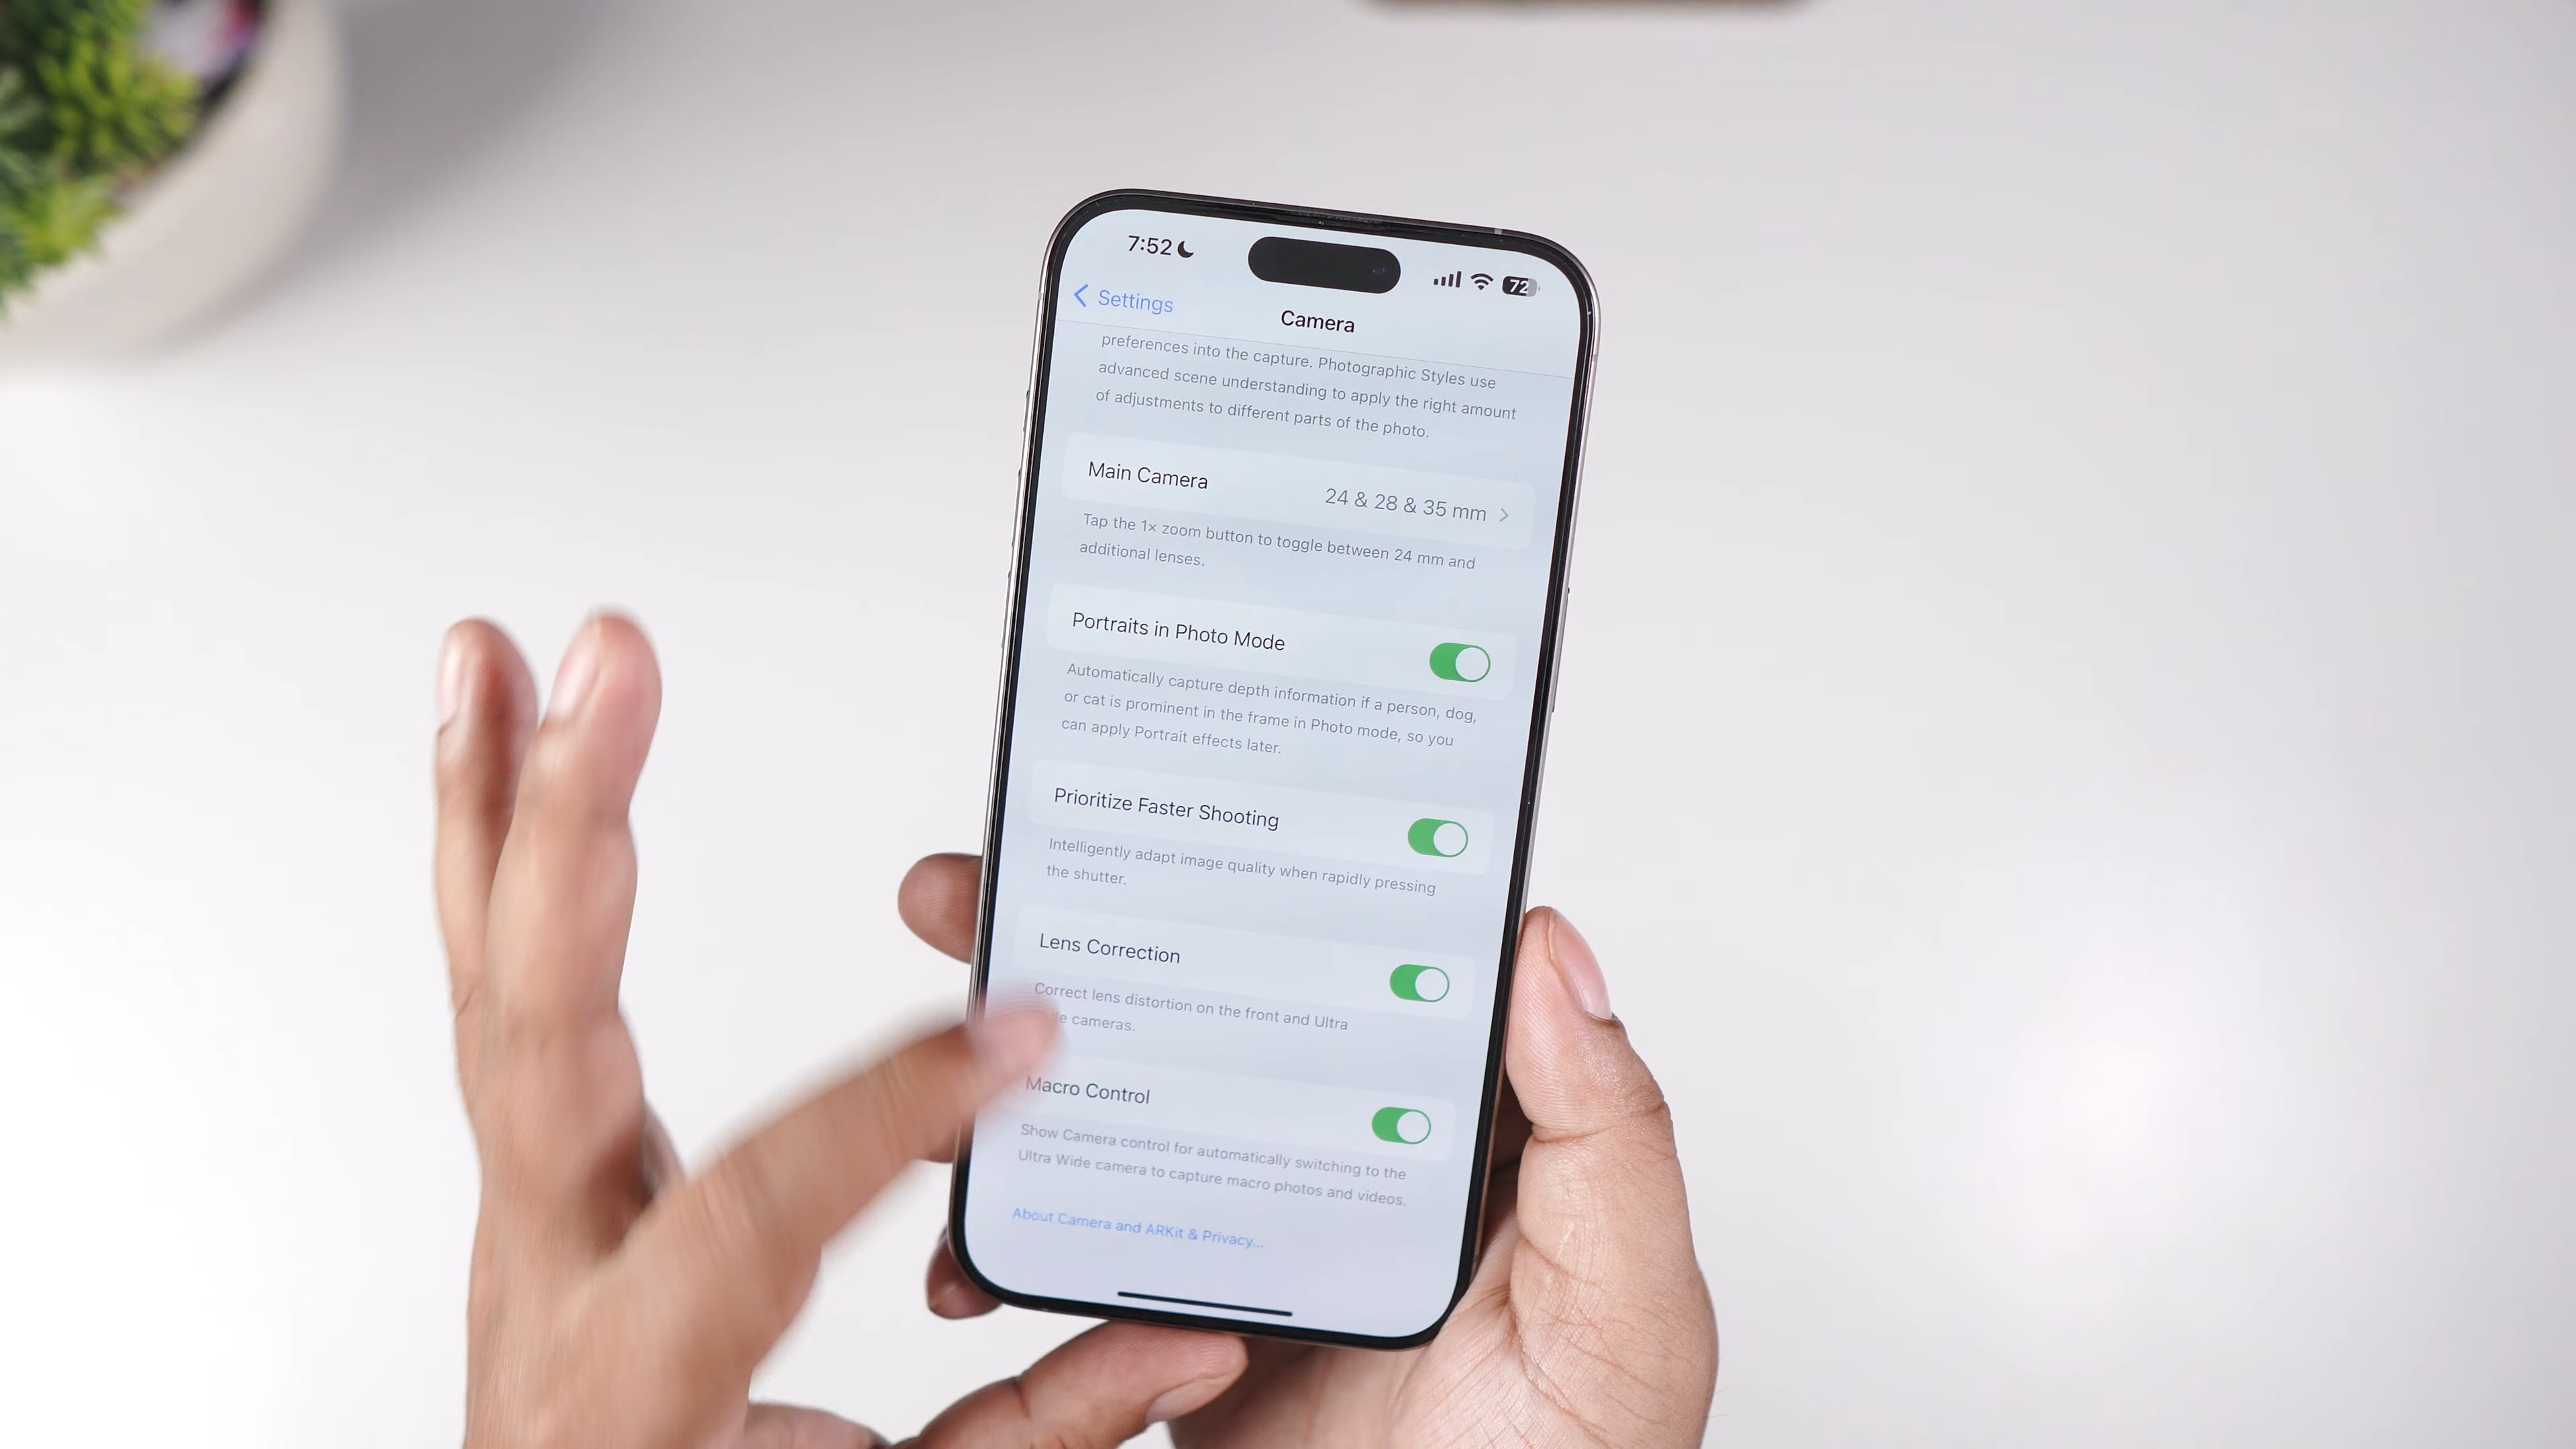 7:52
72
Settings
Camera
preferences into the capture. Photographic Styles use
advanced scene understanding to apply the right amount
of adjustments to different parts of the photo.
Main Camera 24 & 28 & 35 mm
Tap the 1× zoom button to toggle between 24 mm and
additional lenses.
Portraits in Photo Mode
Automatically capture depth information if a person, dog,
or cat is prominent in the frame in Photo mode, so you
can apply Portrait effects later.
Prioritize Faster Shooting
Intelligently adapt image quality when rapidly pressing
the shutter.
Lens Correction
Correct lens distortion on the front and Ultra
cameras.
Macro Control
Show Camera control for automatically switching to the
Ultra Wide camera to capture macro photos and videos.
About Camera and ARKit & Privacy...